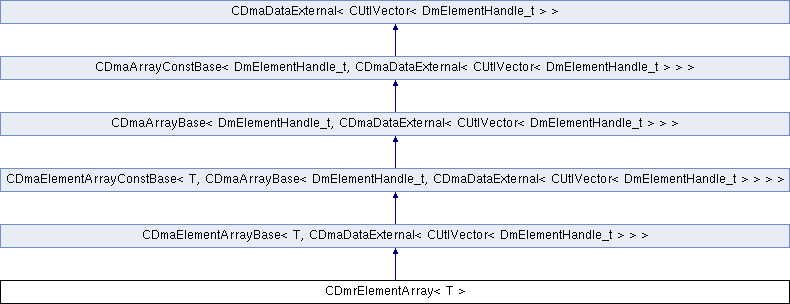 CDmaDataExternal< CUtlVector< DmElementHandle_t > >
CDmaArrayConstBase< DmElementHandle_t, CDmaDataExternal< CUtlVector< DmElementHandle_t > > >
CDmaArrayBase< DmElementHandle_t, CDmaDataExternal< CUtlVector< DmElementHandle_t > > >
CDmaElementArrayConstBase< T, CDmaArrayBase< DmElementHandle_t, CDmaDataExternal< CUtlVector< DmElementHandle_t > > > >
CDmaElementArrayBase< T, CDmaDataExternal< CUtlVector< DmElementHandle_t > > >
CDmrElementArray< T >